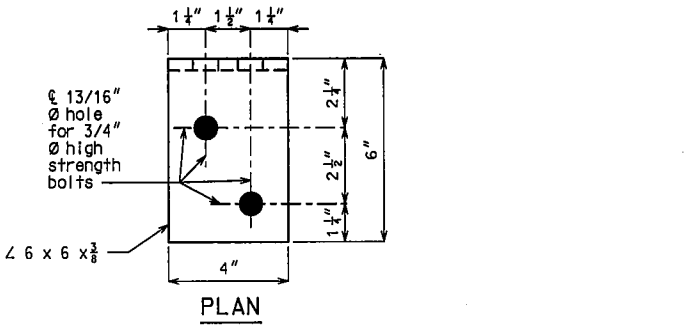 1 1/4" 1 1/2" 1 1/4"
℄ 13/16"
Ø hole
for 3/4"
Ø high
strength
bolts
2 1/4"
2 1/2"
1 1/4"
6"
∠ 6 x 6 x 3/8
4"
PLAN